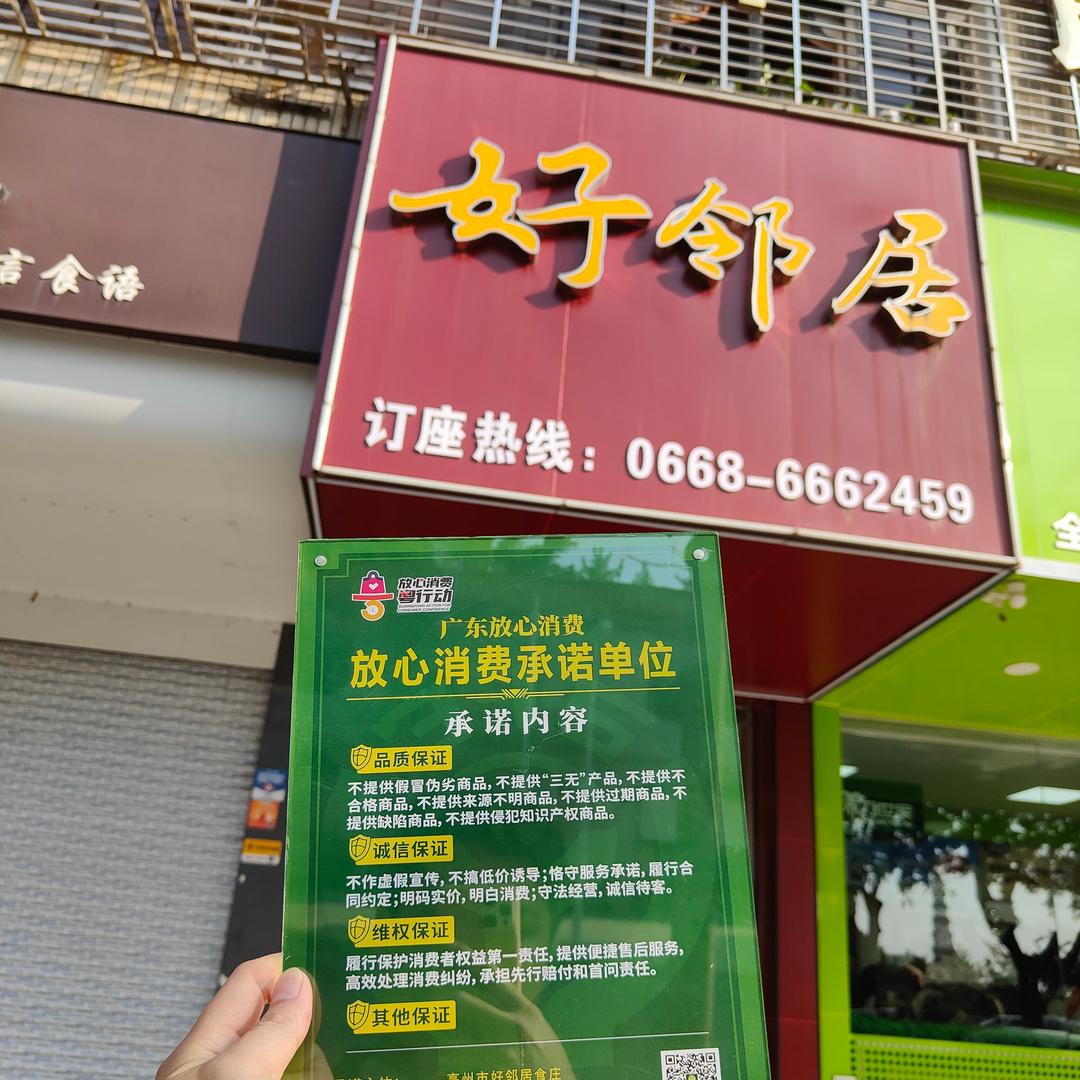 言食语
好邻居
订座热线：0668-6662459
全
放心消费
粤行动
GUANGDONG ACTION FOR
CONSUMER CONFIDENCE
广东放心消费
放心消费承诺单位
承诺内容
品质保证
不提供假冒伪劣商品，不提供“三无”产品，不提供不
合格商品，不提供来源不明商品，不提供过期商品，不
提供缺陷商品，不提供侵犯知识产权商品。
诚信保证
不作虚假宣传，不搞低价诱导；恪守服务承诺，履行合
同约定；明码实价，明白消费；守法经营，诚信待客。
维权保证
履行保护消费者权益第一责任，提供便捷售后服务，
高效处理消费纠纷，承担先行赔付和首问责任。
其他保证
高州市好邻居食庄